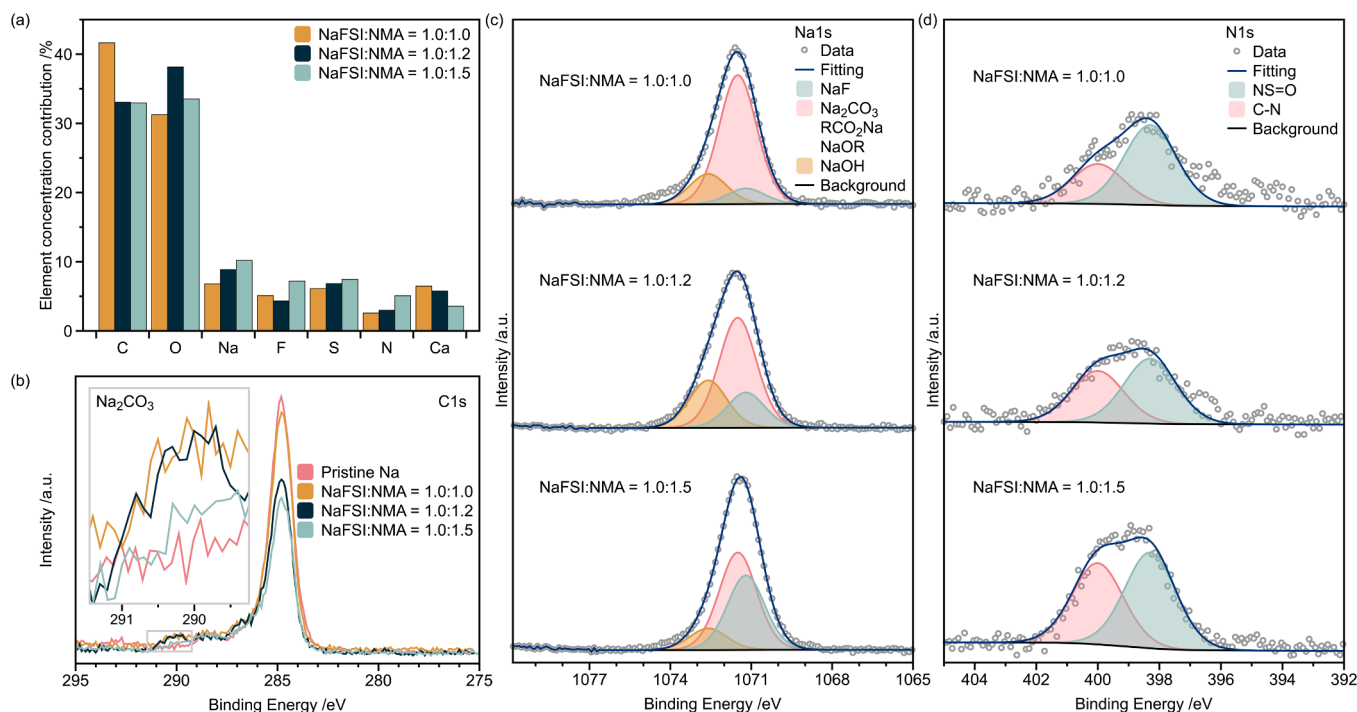 (a)
NaFSI:NMA = 1.0:1.0
NaFSI:NMA = 1.0:1.2
NaFSI:NMA = 1.0:1.5
Element concentration contribution /%
40
30
20
10
0
C O Na F S N Ca
(b)
Na₂CO₃
C1s
291 290
Pristine Na
NaFSI:NMA = 1.0:1.0
NaFSI:NMA = 1.0:1.2
NaFSI:NMA = 1.0:1.5
Intensity /a.u.
295 290 285 280 275
Binding Energy /eV
(c)
Na1s
Data
Fitting
NaF
Na₂CO₃
RCO₂Na
NaOR
NaOH
Background
NaFSI:NMA = 1.0:1.0
NaFSI:NMA = 1.0:1.2
NaFSI:NMA = 1.0:1.5
Intensity /a.u.
1077 1074 1071 1068 1065
Binding Energy /eV
(d)
N1s
Data
Fitting
NS=O
C-N
Background
NaFSI:NMA = 1.0:1.0
NaFSI:NMA = 1.0:1.2
NaFSI:NMA = 1.0:1.5
Intensity /a.u.
404 402 400 398 396 394 392
Binding Energy /eV